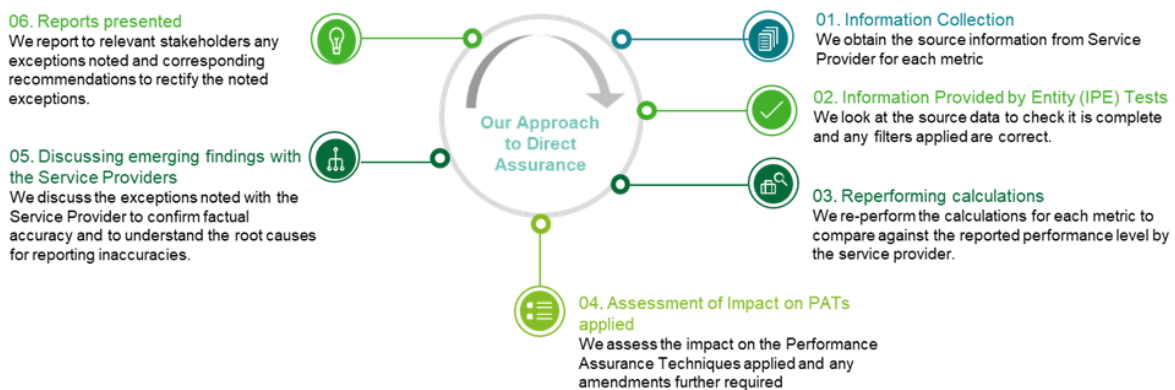 Our Approach
to Direct
Assurance
01. Information Collection
We obtain the source information from Service
Provider for each metric
02. Information Provided by Entity (IPE) Tests
We look at the source data to check it is complete
and any filters applied are correct.
03. Reperforming calculations
We re-perform the calculations for each metric to
compare against the reported performance level by
the service provider.
04. Assessment of Impact on PATs
applied
We assess the impact on the Performance
Assurance Techniques applied and any
amendments further required
05. Discussing emerging findings with
the Service Providers
We discuss the exceptions noted with the
Service Provider to confirm factual
accuracy and to understand the root causes
for reporting inaccuracies.
06. Reports presented
We report to relevant stakeholders any
exceptions noted and corresponding
recommendations to rectify the noted
exceptions.